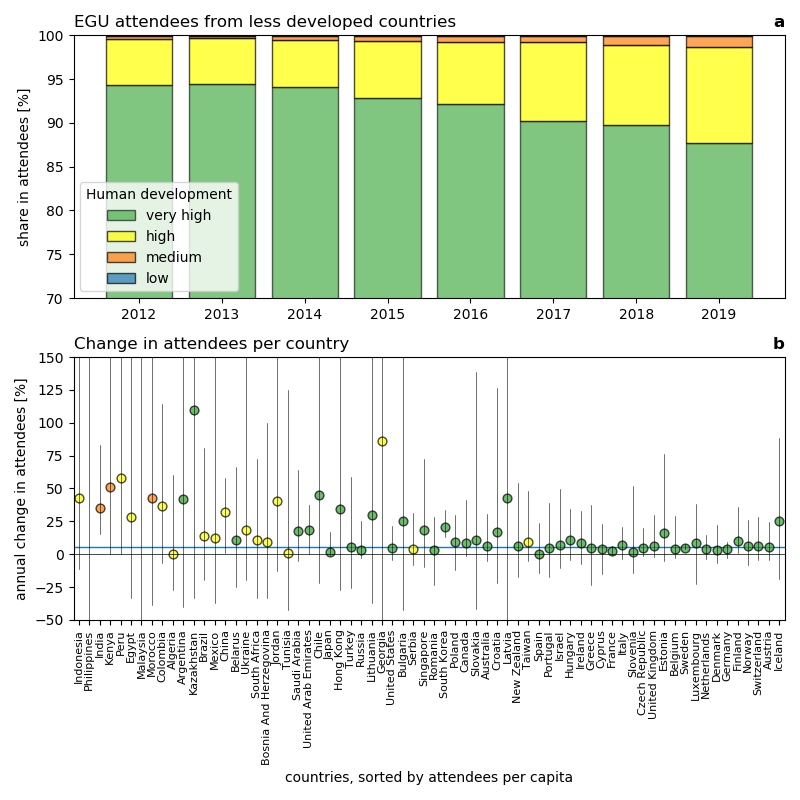 EGU attendees from less developed countries
a
100
95
90
85
80
75
70
share in attendees [%]
Human development
very high
high
medium
low
2012
2013
2014
2015
2016
2017
2018
2019
Change in attendees per country
b
150
125
100
75
50
25
0
−25
−50
annual change in attendees [%]
Indonesia
Philippines
India
Kenya
Peru
Egypt
Malaysia
Morocco
Colombia
Algeria
Argentina
Kazakhstan
Brazil
Mexico
China
Belarus
Ukraine
South Africa
Bosnia And Herzegovina
Jordan
Tunisia
Saudi Arabia
United Arab Emirates
Chile
Japan
Hong Kong
Turkey
Russia
Lithuania
Georgia
United States
Bulgaria
Serbia
Singapore
Romania
South Korea
Poland
Canada
Slovakia
Australia
Croatia
Latvia
New Zealand
Taiwan
Spain
Portugal
Israel
Hungary
Ireland
Greece
Cyprus
France
Italy
Slovenia
Czech Republic
United Kingdom
Estonia
Belgium
Sweden
Luxembourg
Netherlands
Denmark
Germany
Finland
Norway
Switzerland
Austria
Iceland
countries, sorted by attendees per capita